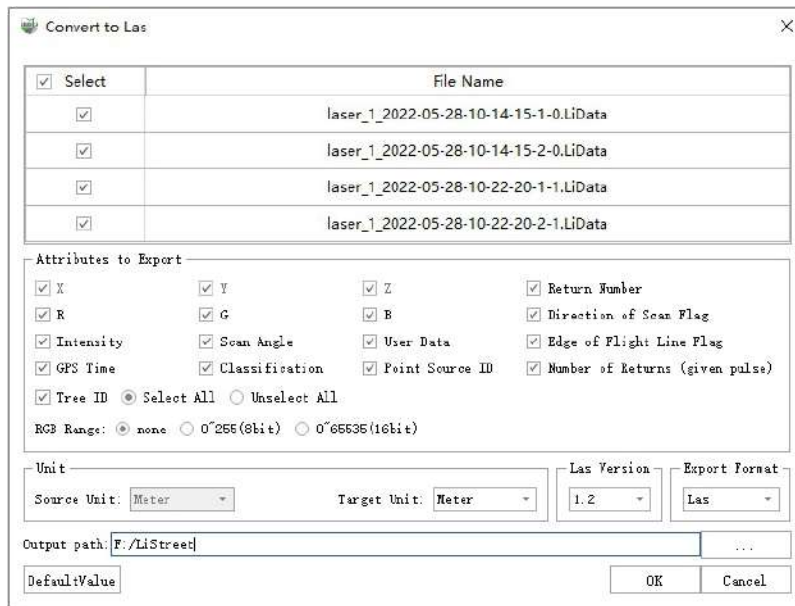 Convert to Las
Select File Name
laser_1_2022-05-28-10-14-15-1-0.LiData
laser_1_2022-05-28-10-14-15-2-0.LiData
laser_1_2022-05-28-10-22-20-1-1.LiData
laser_1_2022-05-28-10-22-20-2-1.LiData
Attributes to Export
X Y Z Return Number
R G B Direction of Scan Flag
Intensity Scan Angle User Data Edge of Flight Line Flag
GPS Time Classification Point Source ID Number of Returns (given pulse)
Tree ID Select All Unselect All
RGB Range: none 0~255(8bit) 0~65535(16bit)
Unit Las Version Export Format
Source Unit: Meter Target Unit: Meter 1.2 Las
Output path: F:/LiStreet ...
DefaultValue OK Cancel